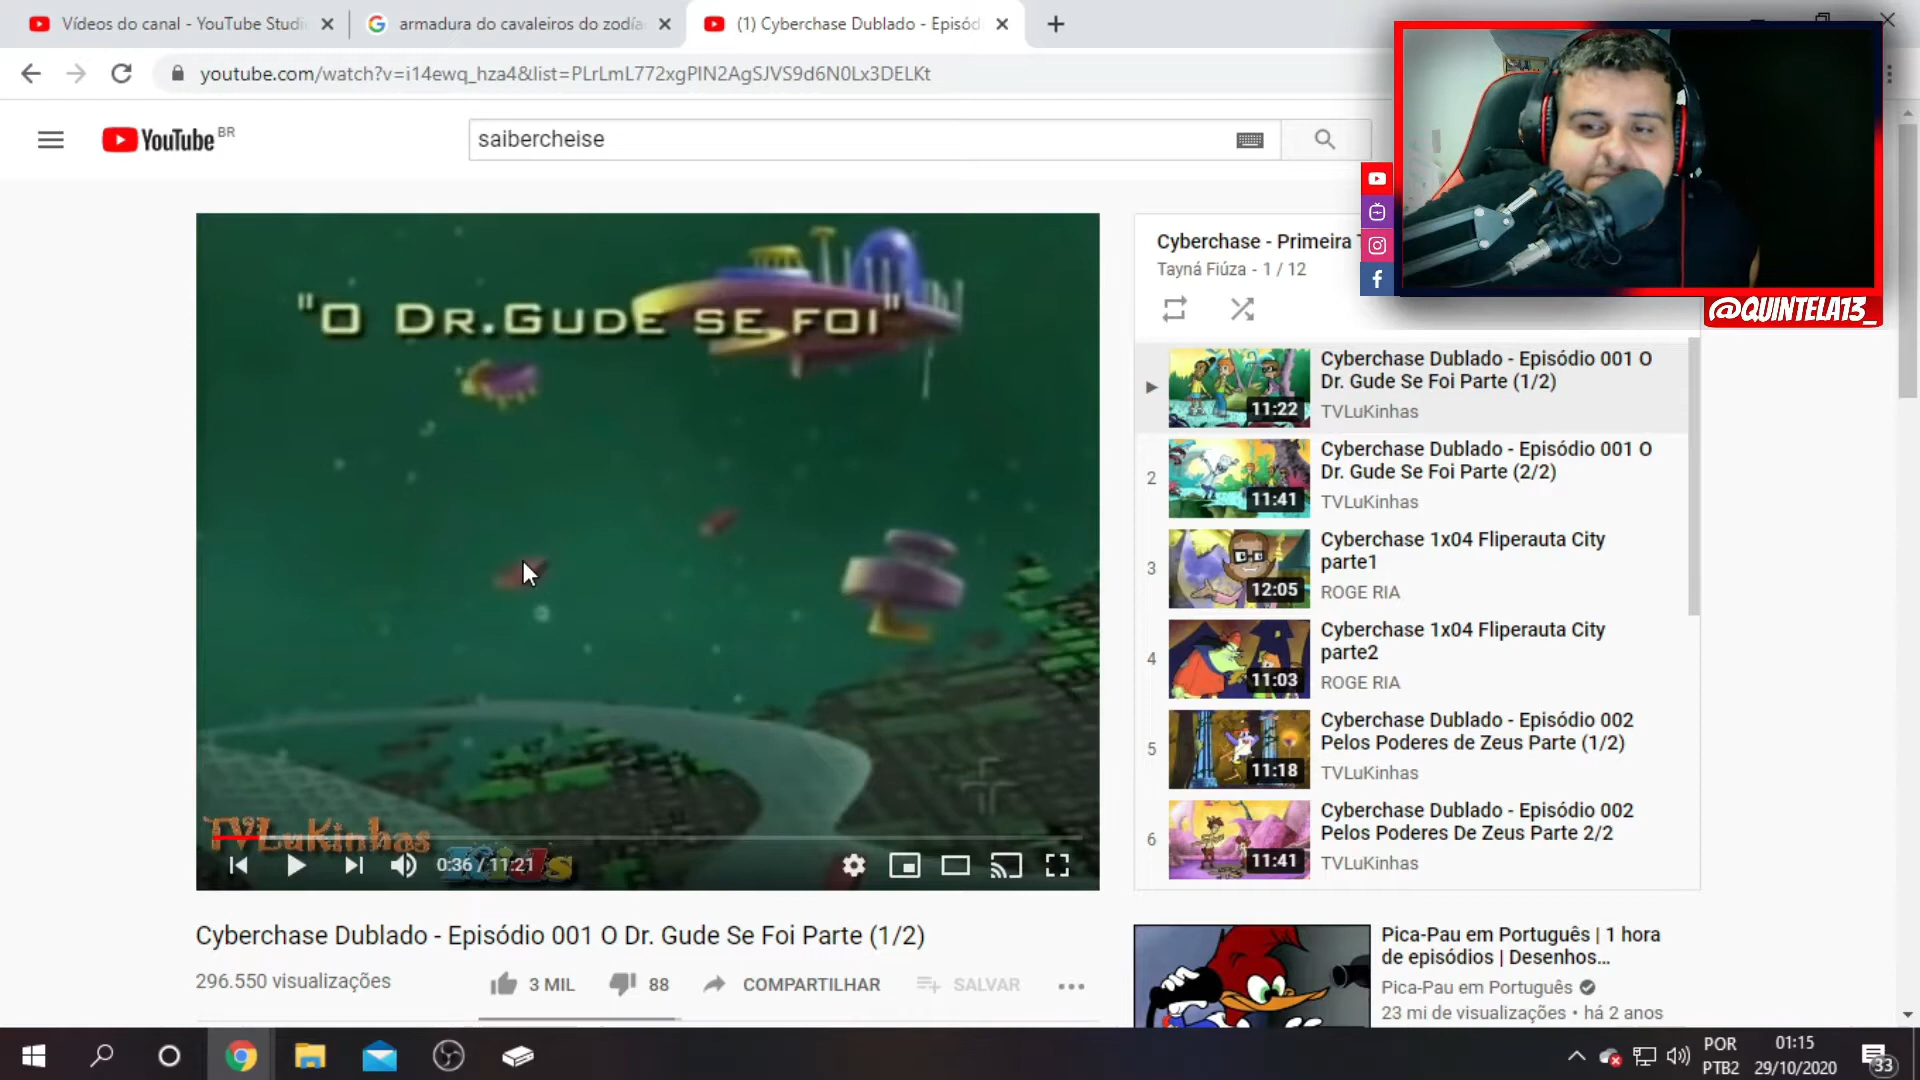 Vídeos do canal - YouTube Studi
armadura do cavaleiros do zodía
(1) Cyberchase Dublado - Episód
youtube.com/watch?v=i14ewq_hza4&list=PLrLmL772xgPIN2AgSJVS9d6N0Lx3DELKt
YouTube BR
saibercheise
@QUINTELA13_
"O DR.GUDE SE FOI"
TVLuKinhas
Kids
0:36 / 11:21
Cyberchase - Primeira T
Tayná Fiúza - 1 / 12
Cyberchase Dublado - Episódio 001 O
Dr. Gude Se Foi Parte (1/2)
11:22
TVLuKinhas
2
Cyberchase Dublado - Episódio 001 O
Dr. Gude Se Foi Parte (2/2)
11:41
TVLuKinhas
3
Cyberchase 1x04 Fliperauta City
parte1
12:05
ROGE RIA
4
Cyberchase 1x04 Fliperauta City
parte2
11:03
ROGE RIA
5
Cyberchase Dublado - Episódio 002
Pelos Poderes de Zeus Parte (1/2)
11:18
TVLuKinhas
6
Cyberchase Dublado - Episódio 002
Pelos Poderes De Zeus Parte 2/2
11:41
TVLuKinhas
Cyberchase Dublado - Episódio 001 O Dr. Gude Se Foi Parte (1/2)
296.550 visualizações
3 MIL
88
COMPARTILHAR
SALVAR
Pica-Pau em Português | 1 hora
de episódios | Desenhos...
Pica-Pau em Português
23 mi de visualizações • há 2 anos
POR
PTB2
01:15
29/10/2020
33